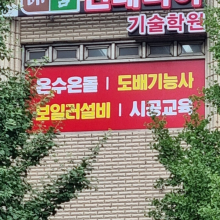 기술학원
온수온돌 | 도배기능사
보일러설비 | 시공교육